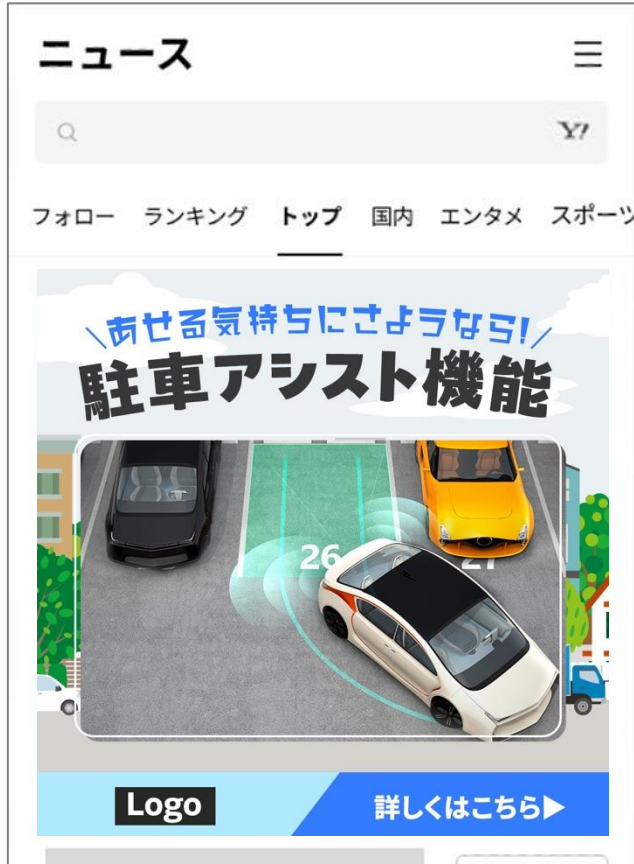 ニュース
Y!
フォロー ランキング トップ 国内 エンタメ スポーツ
\あせる気持ちにさようなら!/
駐車アシスト機能
26
27
Logo
詳しくはこちら▶